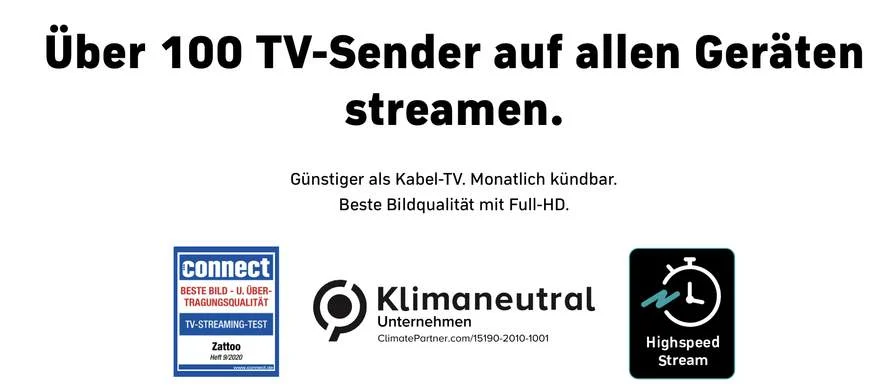 Über 100 TV-Sender auf allen Geräten
streamen.
Günstiger als Kabel-TV. Monatlich kündbar.
Beste Bildqualität mit Full-HD.
connect
BESTE BILD - U. ÜBER-
TRAGUNGSQUALITÄT
TV-STREAMING-TEST
Zattoo
Heft 9/2020
www.connect.de
Klimaneutral
Unternehmen
ClimatePartner.com/15190-2010-1001
Highspeed
Stream